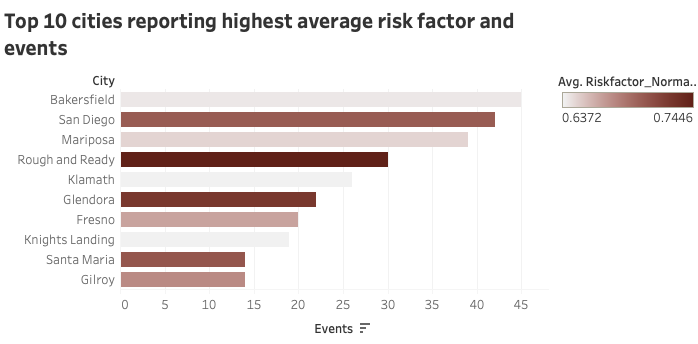 Top 10 cities reporting highest average risk factor and
events
City
Avg. Riskfactor_Norma..
0.6372 0.7446
Bakersfield
San Diego
Mariposa
Rough and Ready
Klamath
Glendora
Fresno
Knights Landing
Santa Maria
Gilroy
0 5 10 15 20 25 30 35 40 45
Events